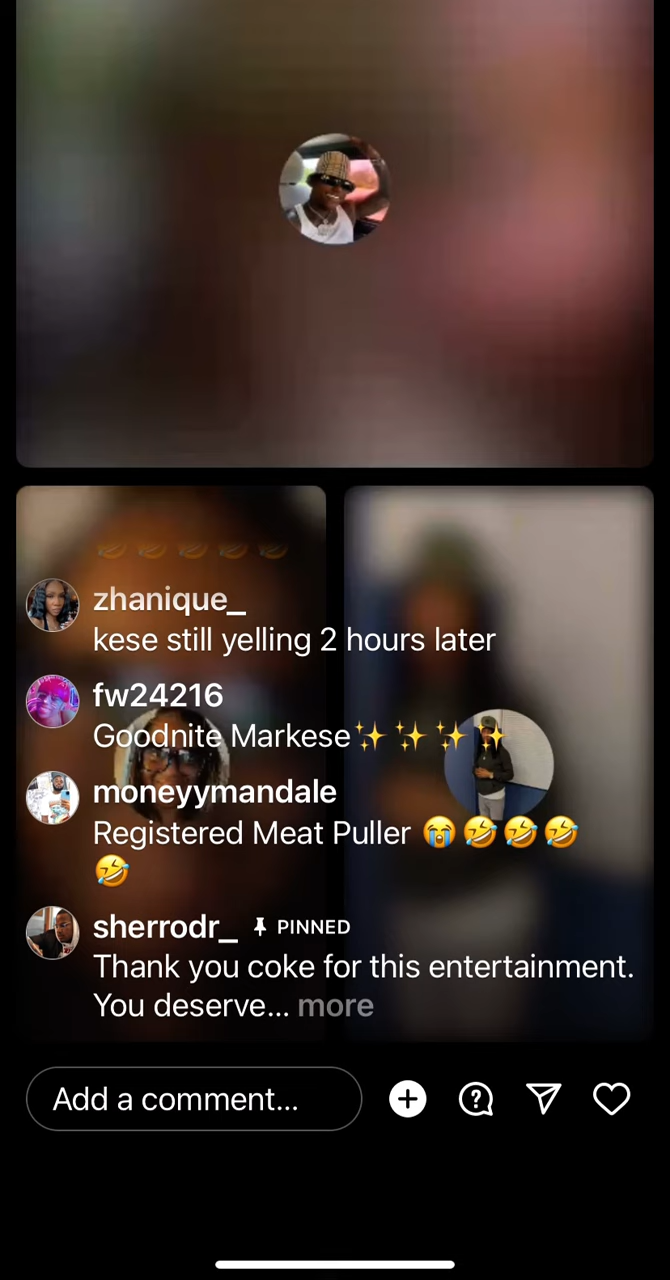 🤣🤣🤣🤣🤣
zhanique_
kese still yelling 2 hours later
fw24216
Goodnite Markese✨✨✨✨
moneyymandale
Registered Meat Puller 😭🤣🤣🤣
🤣
sherrodr_ 📌 PINNED
Thank you coke for this entertainment.
You deserve... more
Add a comment...